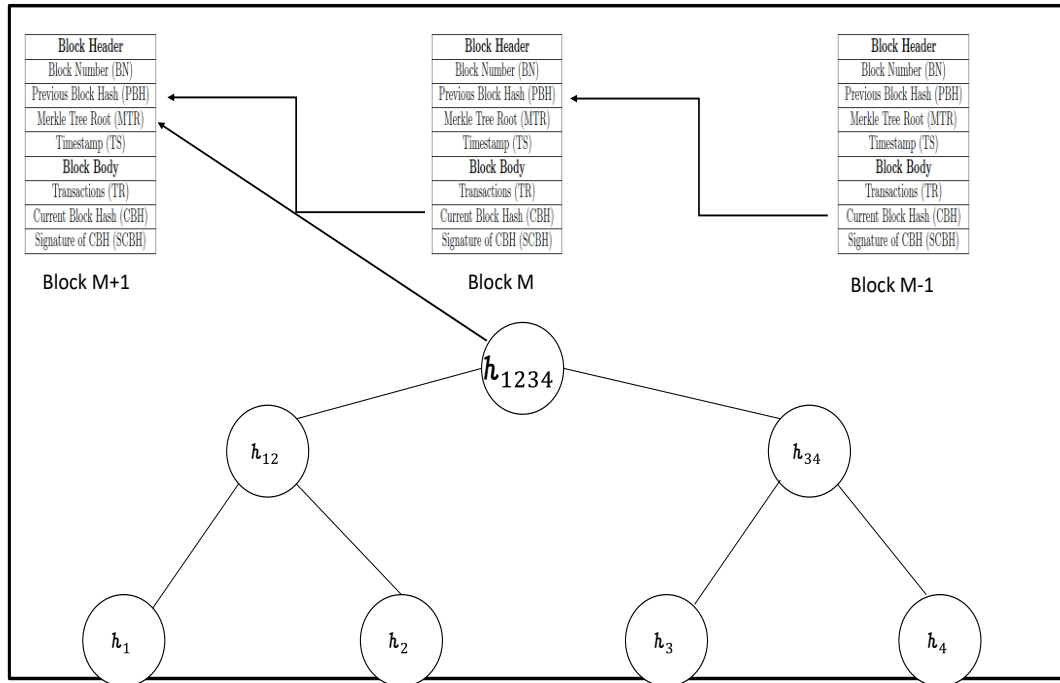 Block Header
Block Number (BN)
Previous Block Hash (PBH)
Merkle Tree Root (MTR)
Timestamp (TS)
Block Body
Transactions (TR)
Current Block Hash (CBH)
Signature of CBH (SCBH)
Block M+1
Block Header
Block Number (BN)
Previous Block Hash (PBH)
Merkle Tree Root (MTR)
Timestamp (TS)
Block Body
Transactions (TR)
Current Block Hash (CBH)
Signature of CBH (SCBH)
Block M
Block Header
Block Number (BN)
Previous Block Hash (PBH)
Merkle Tree Root (MTR)
Timestamp (TS)
Block Body
Transactions (TR)
Current Block Hash (CBH)
Signature of CBH (SCBH)
Block M-1
h₁₂₃₄
h₁₂
h₃₄
h₁
h₂
h₃
h₄